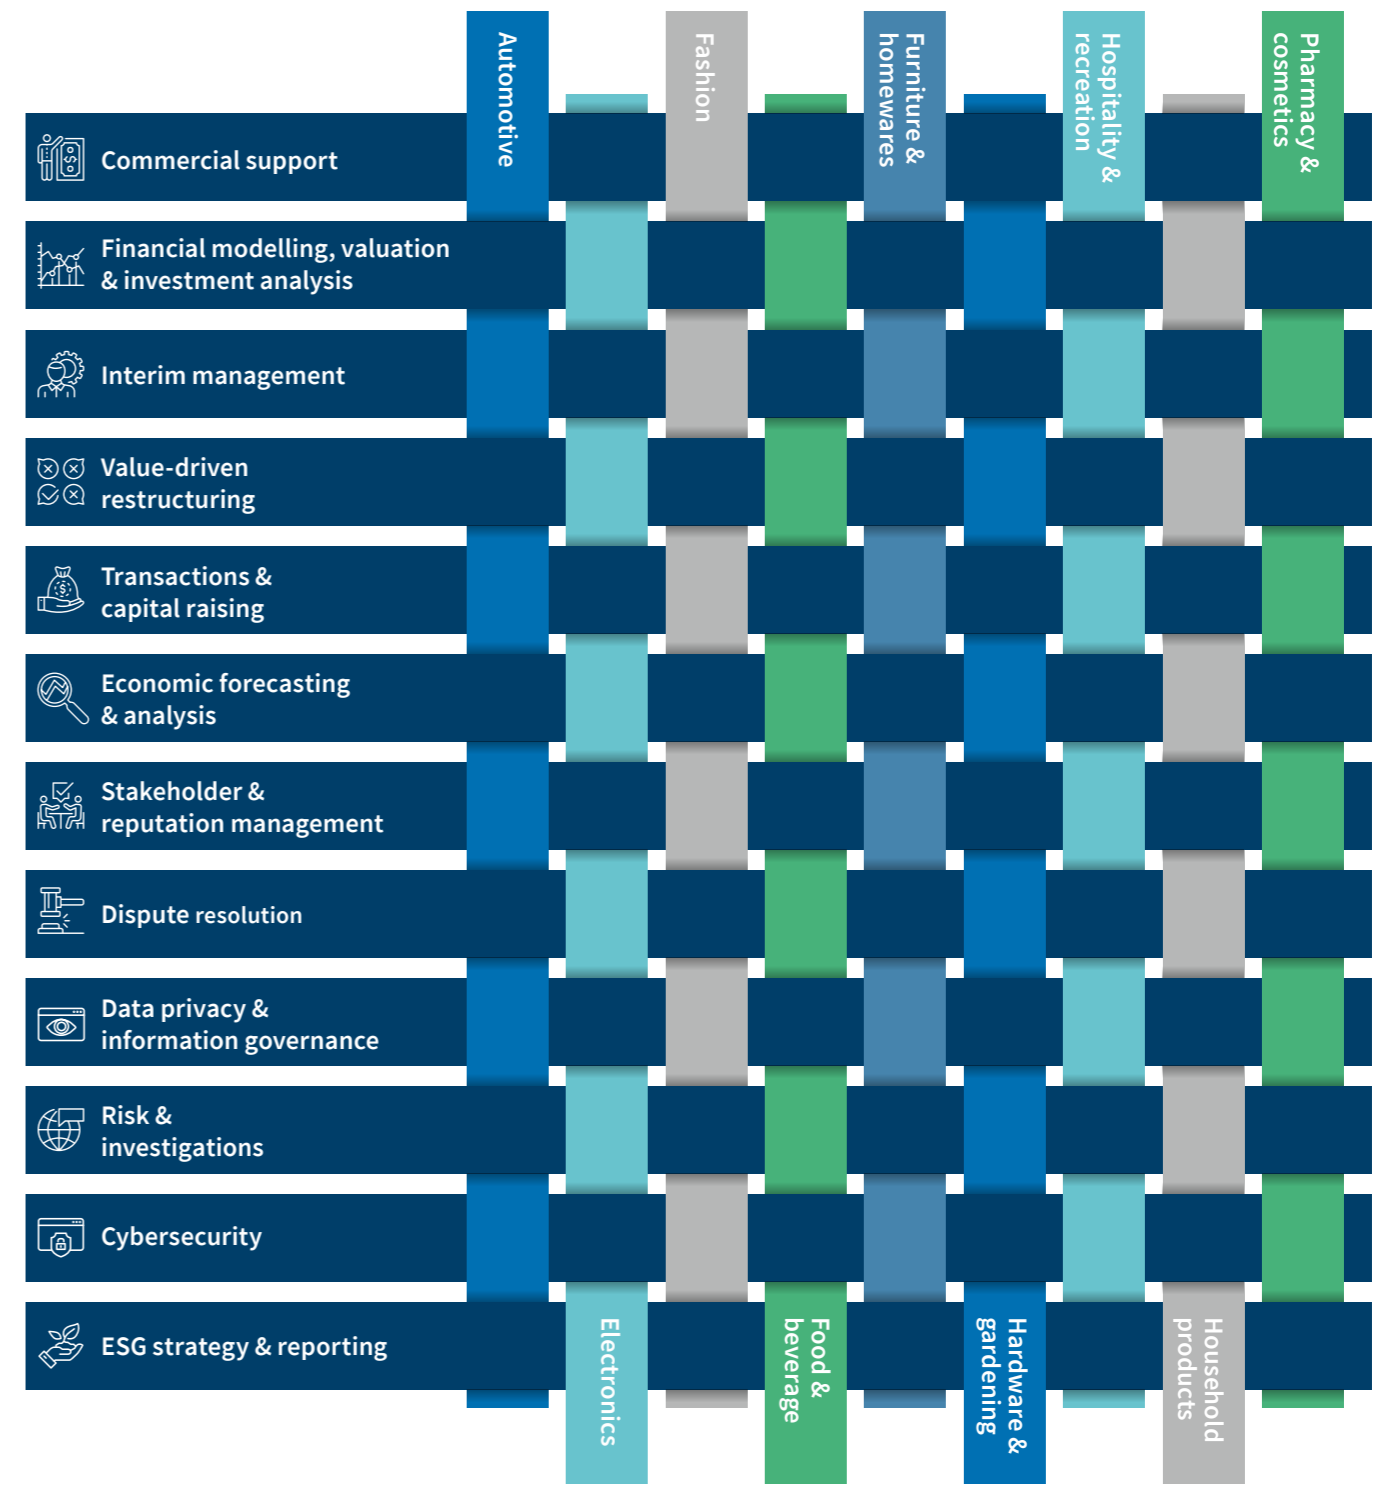 Automotive
Fashion
Furniture &
homewares
Hospitality &
recreation
Pharmacy &
cosmetics
Commercial support
Financial modelling, valuation
& investment analysis
Interim management
Value-driven
restructuring
Transactions &
capital raising
Economic forecasting
& analysis
Stakeholder &
reputation management
Dispute resolution
Data privacy &
information governance
Risk &
investigations
Cybersecurity
ESG strategy & reporting
Electronics
Food &
beverage
Hardware &
gardening
Household
products